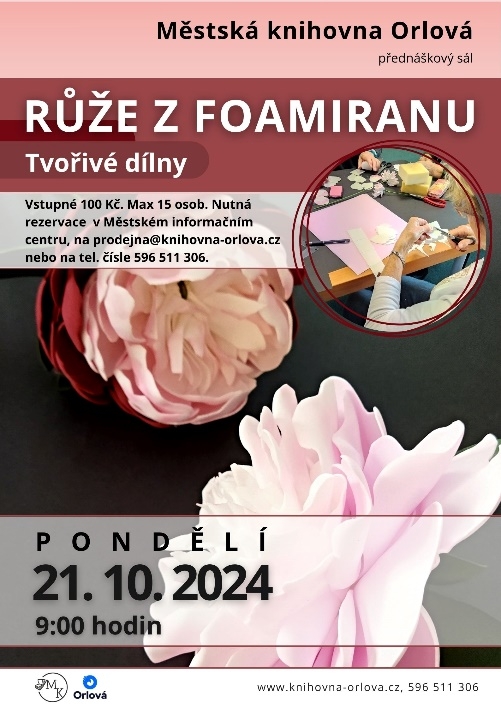 Městská knihovna Orlová
přednáškový sál
RŮŽE Z FOAMIRANU
Tvořivé dílny
Vstupné 100 Kč. Max 15 osob. Nutná
rezervace v Městském informačním
centru, na prodejna@knihovna-orlova.cz
nebo na tel. čísle 596 511 306.
PONDĚLÍ
21. 10. 2024
9:00 hodin
MK
Orlová
www.knihovna-orlova.cz, 596 511 306